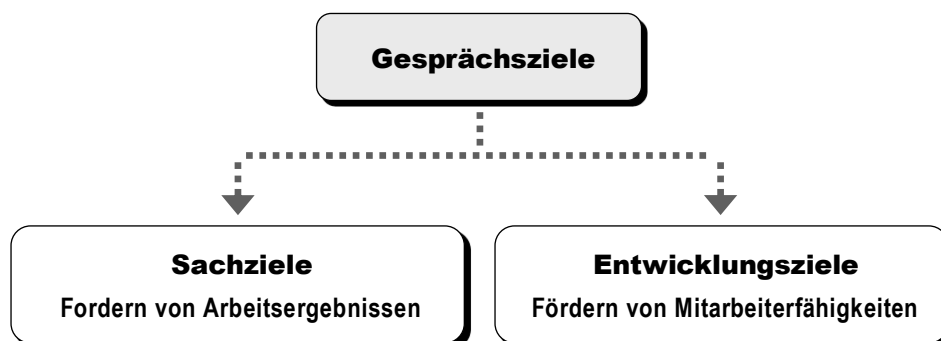 Gesprächsziele
Sachziele
Fordern von Arbeitsergebnissen
Entwicklungsziele
Fördern von Mitarbeiterfähigkeiten